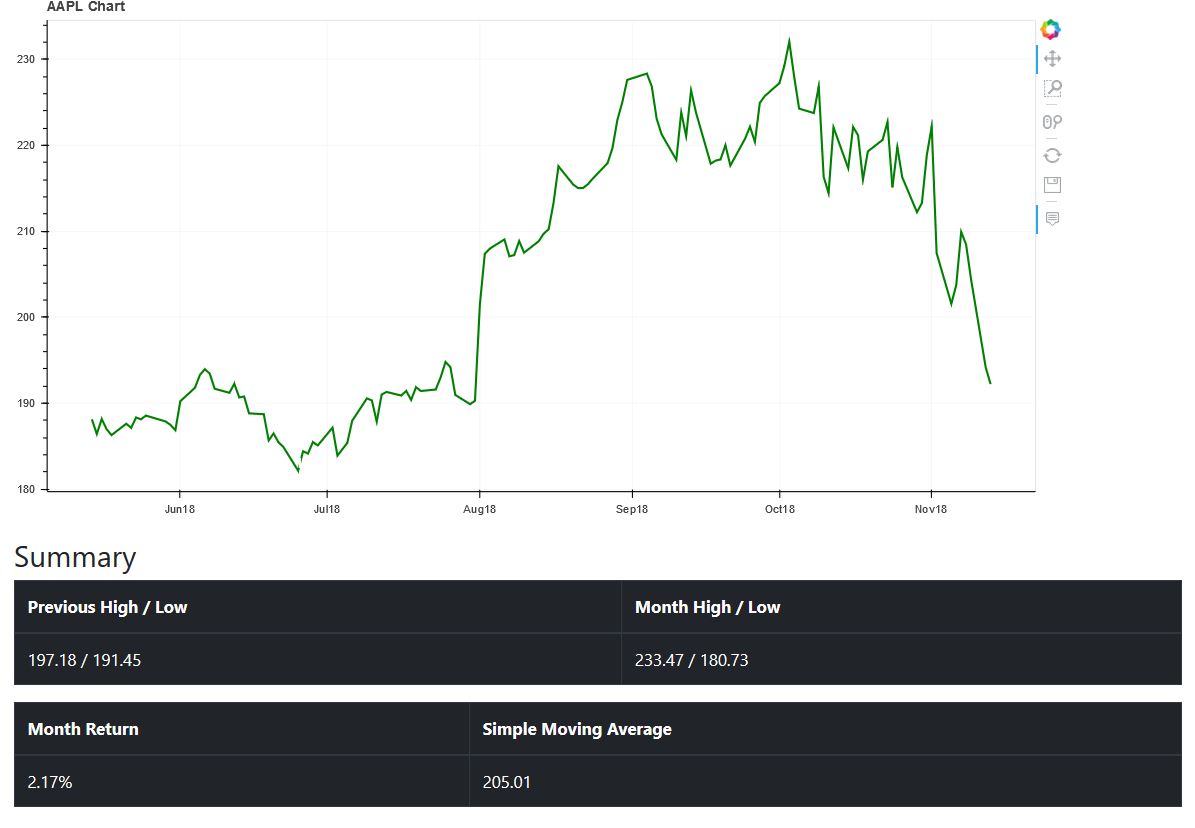 AAPL Chart
230
220
210
200
190
180
Jun18 Jul18 Aug18 Sep18 Oct18 Nov18
Summary
Previous High / Low Month High / Low
197.18 / 191.45 233.47 / 180.73
Month Return Simple Moving Average
2.17% 205.01